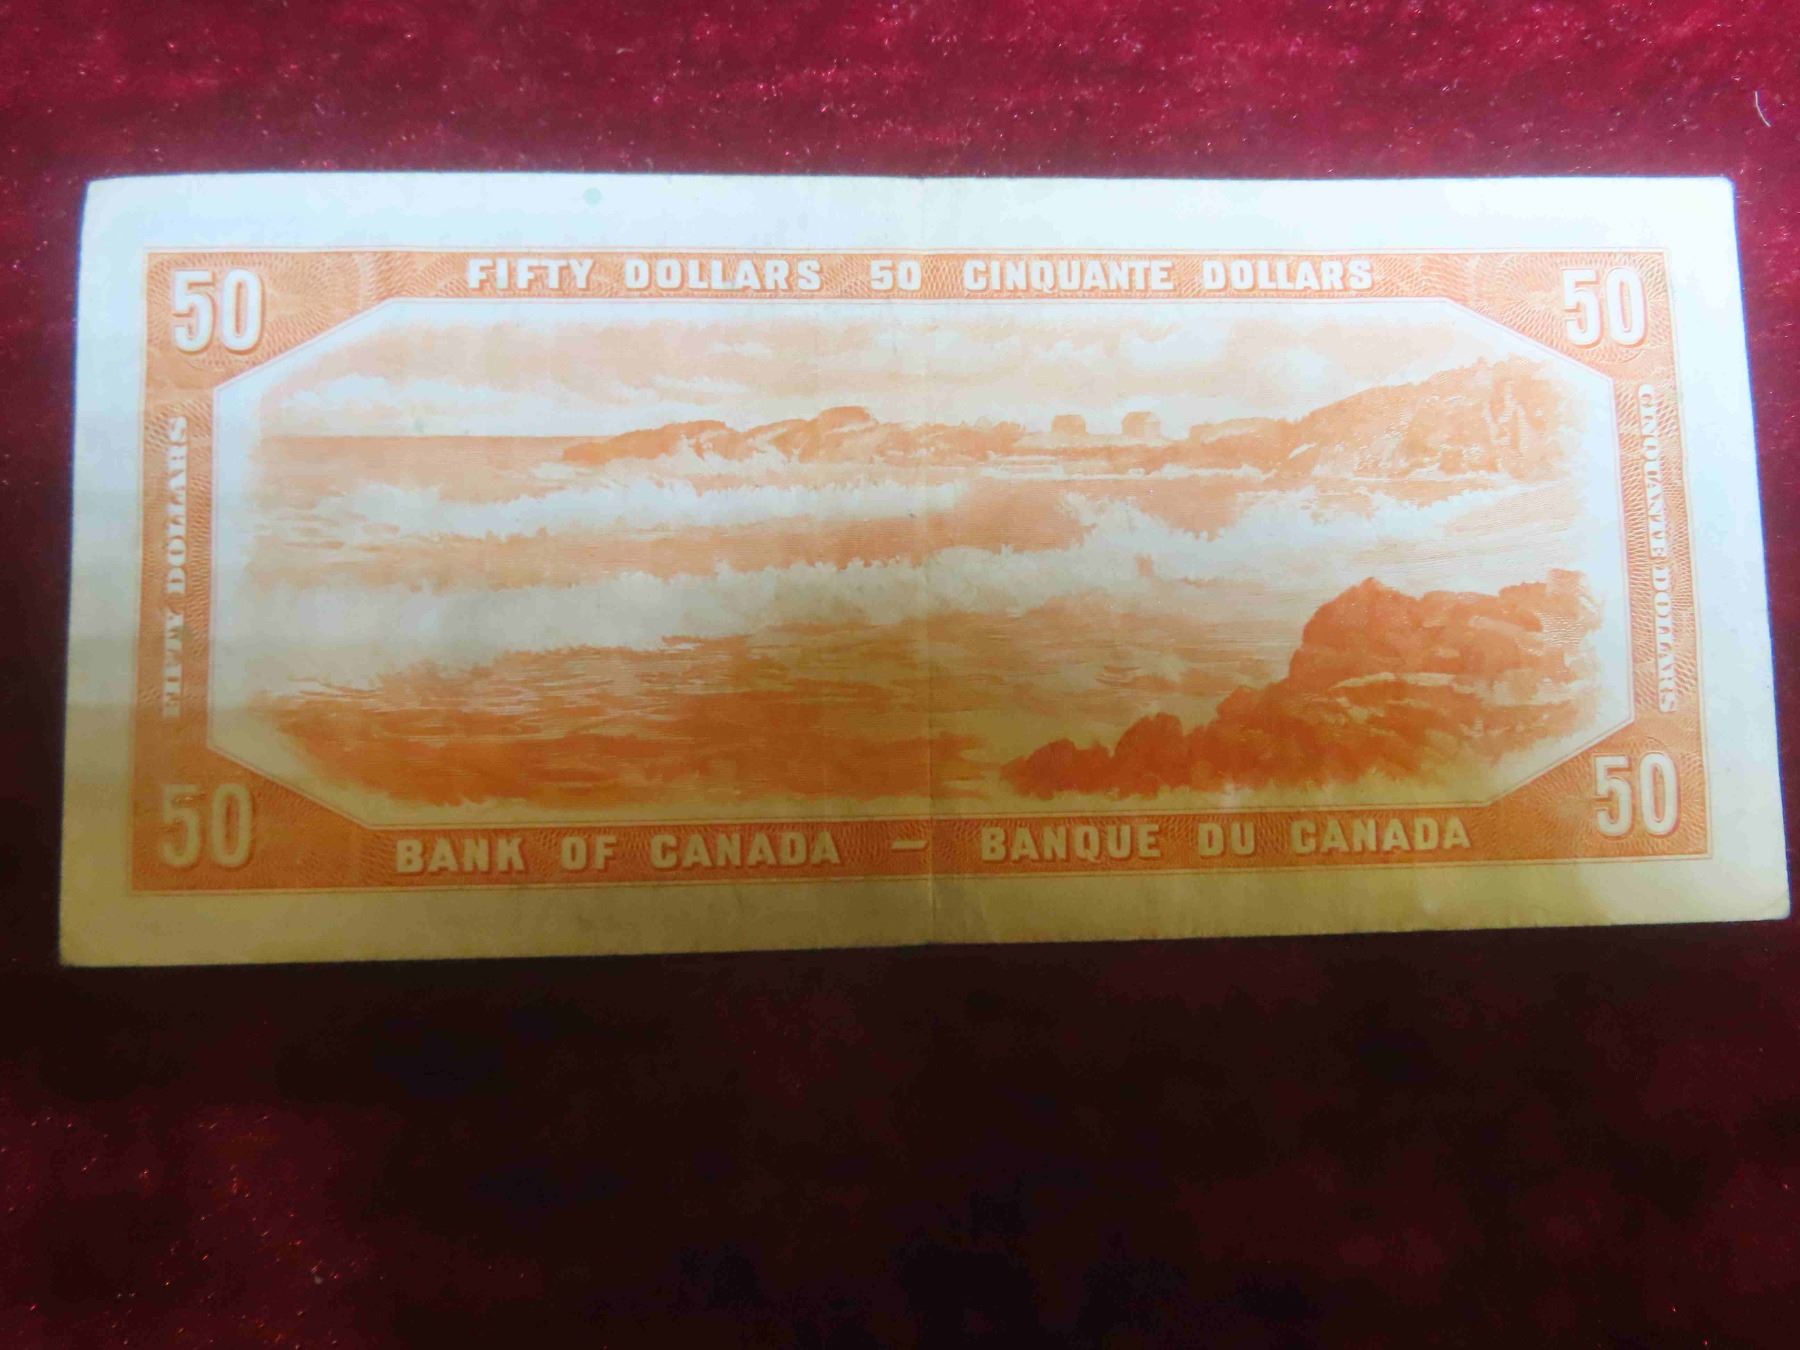 50 FIFTY DOLLARS 50 CINQUANTE DOLLARS 50
FIFTY DOLLARS
CINQUANTE DOLLARS
50 BANK OF CANADA — BANQUE DU CANADA 50